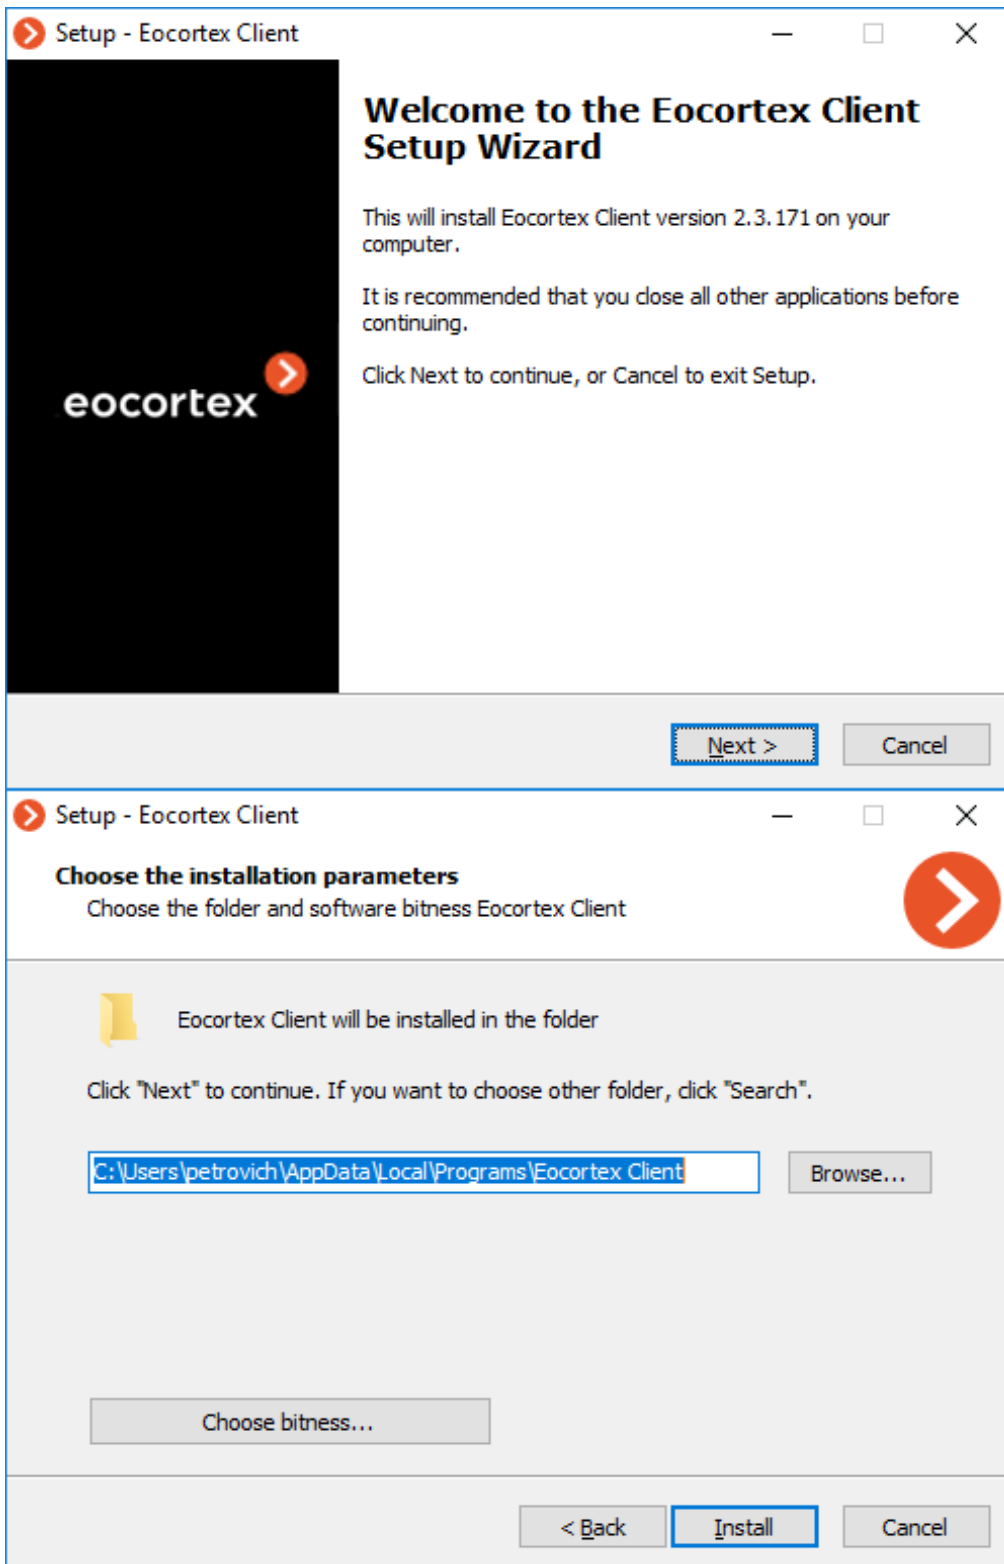 Setup - Eocortex Client
Welcome to the Eocortex Client
Setup Wizard
This will install Eocortex Client version 2.3.171 on your
computer.
It is recommended that you close all other applications before
continuing.
Click Next to continue, or Cancel to exit Setup.
eocortex
Next >
Cancel
Setup - Eocortex Client
Choose the installation parameters
Choose the folder and software bitness Eocortex Client
Eocortex Client will be installed in the folder
Click "Next" to continue. If you want to choose other folder, click "Search".
C:\Users\petrovich\AppData\Local\Programs\Eocortex Client
Browse...
Choose bitness...
< Back
Install
Cancel